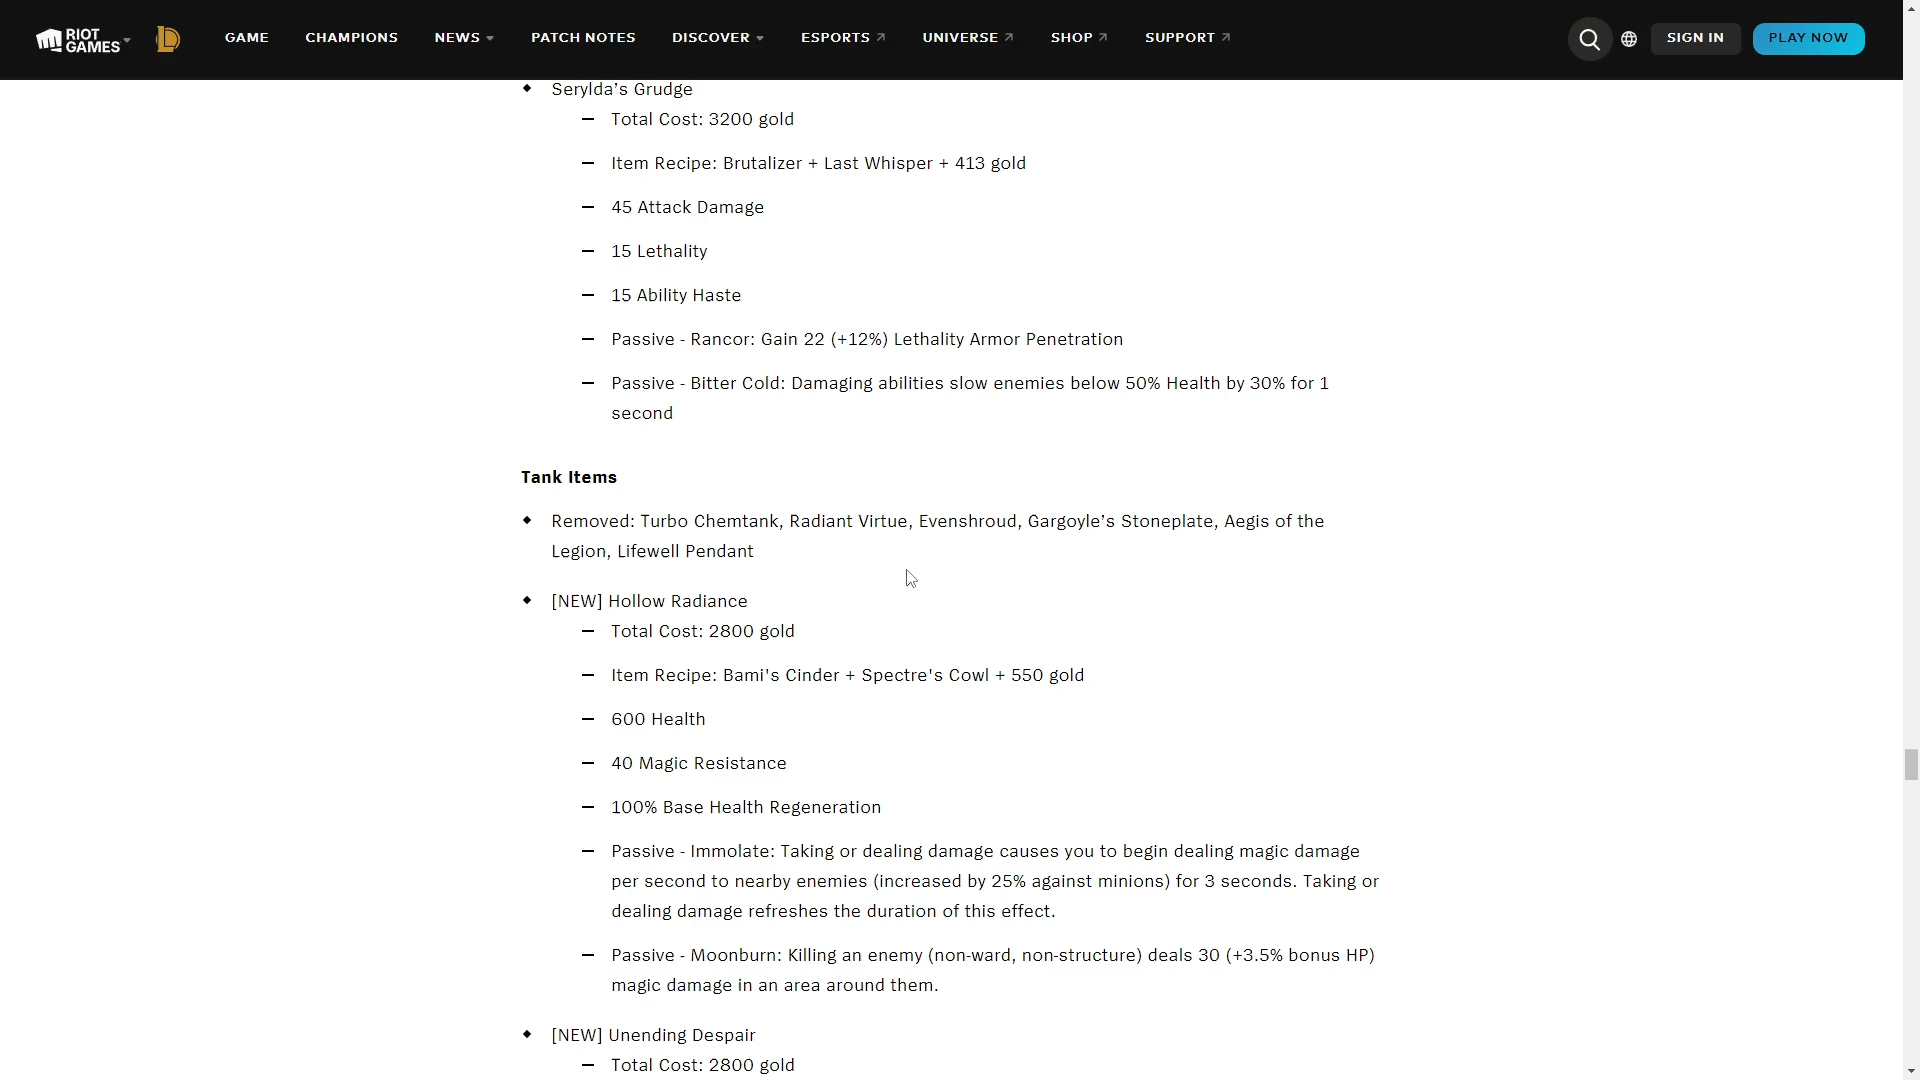 RIOT GAMES
GAME
CHAMPIONS
NEWS
PATCH NOTES
DISCOVER
ESPORTS
UNIVERSE
SHOP
SUPPORT
SIGN IN
PLAY NOW
Serylda’s Grudge
Total Cost: 3200 gold
Item Recipe: Brutalizer + Last Whisper + 413 gold
45 Attack Damage
15 Lethality
15 Ability Haste
Passive - Rancor: Gain 22 (+12%) Lethality Armor Penetration
Passive - Bitter Cold: Damaging abilities slow enemies below 50% Health by 30% for 1
second
Tank Items
Removed: Turbo Chemtank, Radiant Virtue, Evenshroud, Gargoyle’s Stoneplate, Aegis of the
Legion, Lifewell Pendant
[NEW] Hollow Radiance
Total Cost: 2800 gold
Item Recipe: Bami's Cinder + Spectre's Cowl + 550 gold
600 Health
40 Magic Resistance
100% Base Health Regeneration
Passive - Immolate: Taking or dealing damage causes you to begin dealing magic damage
per second to nearby enemies (increased by 25% against minions) for 3 seconds. Taking or
dealing damage refreshes the duration of this effect.
Passive - Moonburn: Killing an enemy (non-ward, non-structure) deals 30 (+3.5% bonus HP)
magic damage in an area around them.
[NEW] Unending Despair
Total Cost: 2800 gold